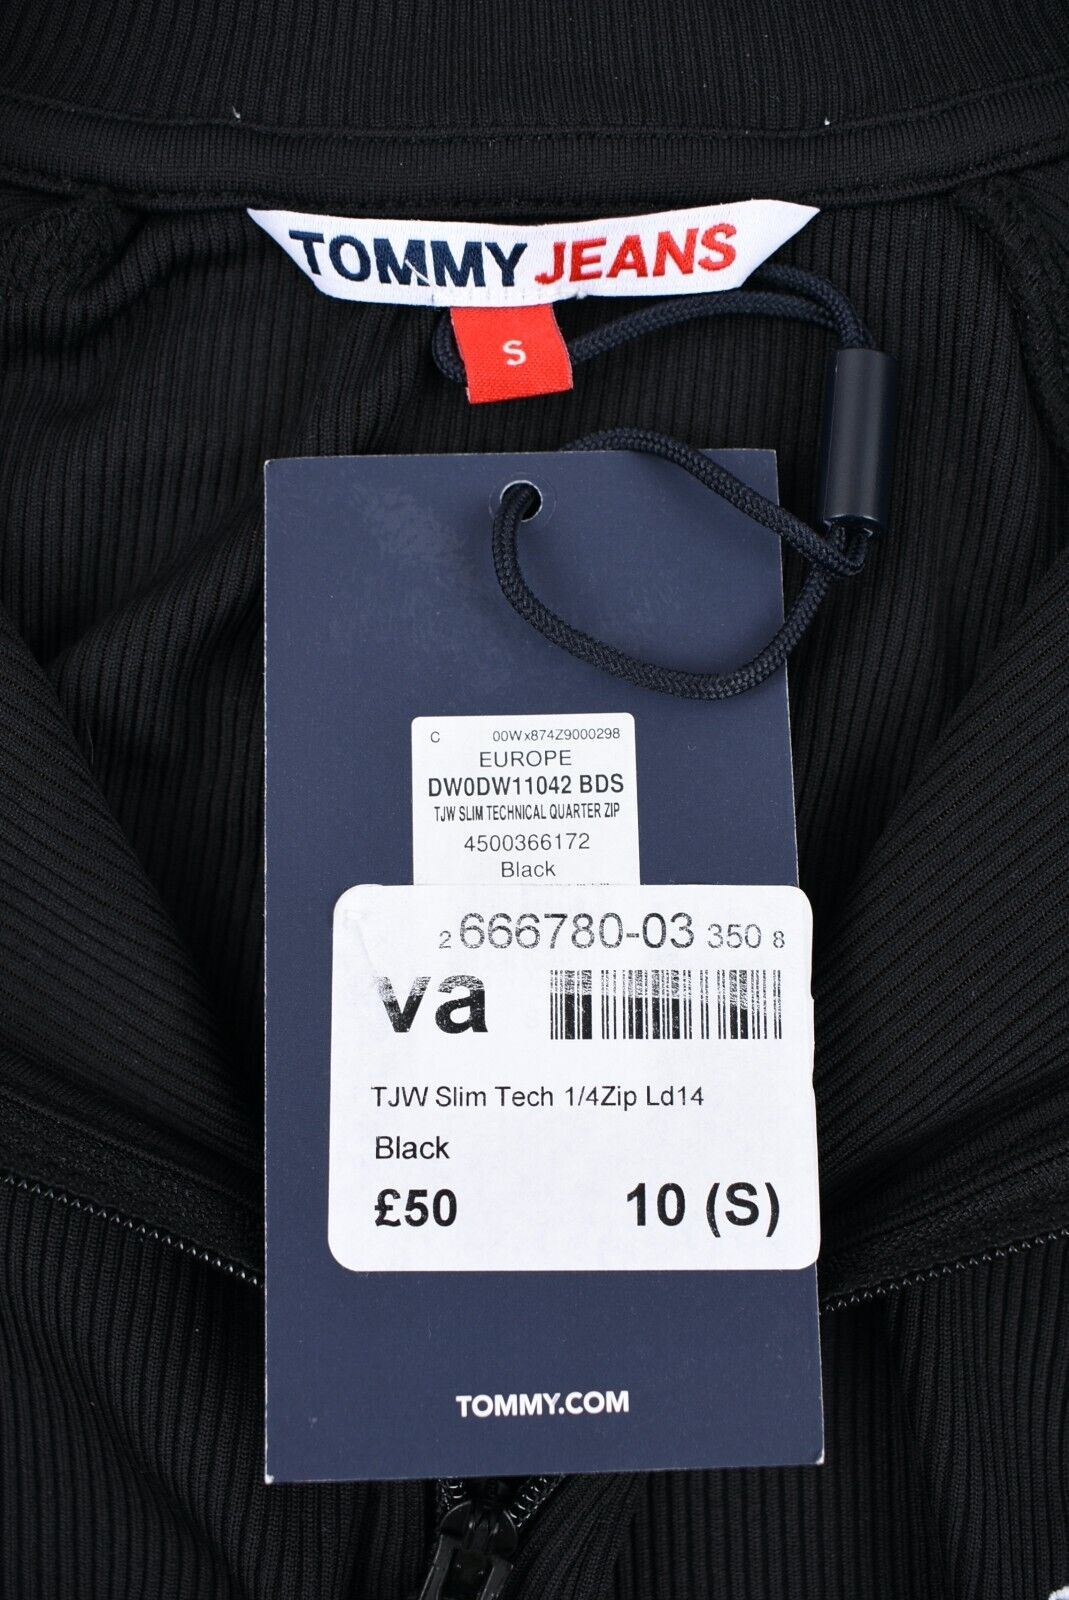 TOMMY JEANS
S
C 00Wx874Z9000298
EUROPE
DW0DW11042 BDS
TJW SLIM TECHNICAL QUARTER ZIP
4500366172
Black
2 666780-03 350 8
va
TJW Slim Tech 1/4Zip Ld14
Black
£50 10 (S)
TOMMY.COM